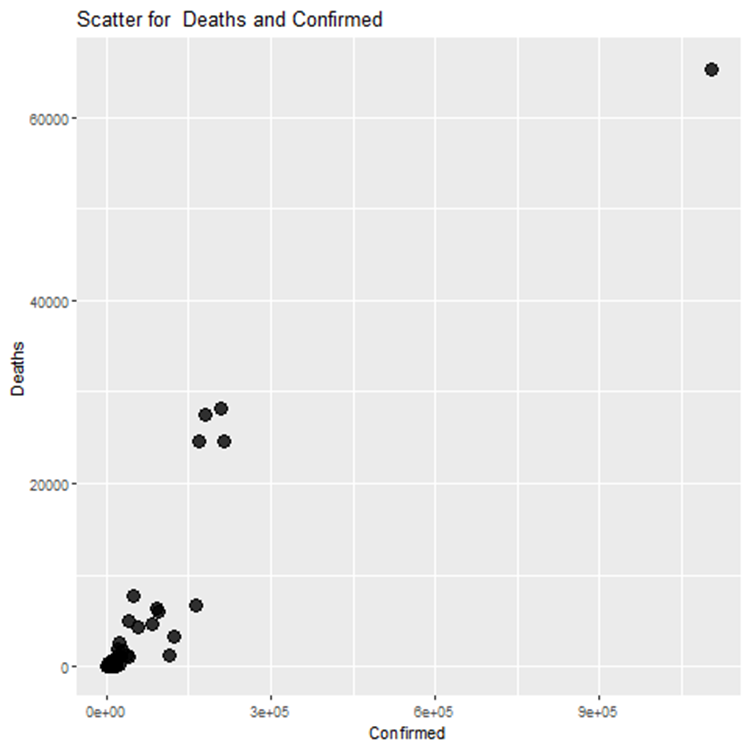 Scatter for  Deaths and Confirmed
60000
40000
20000
0
Deaths
0e+00 3e+05 6e+05 9e+05
Confirmed